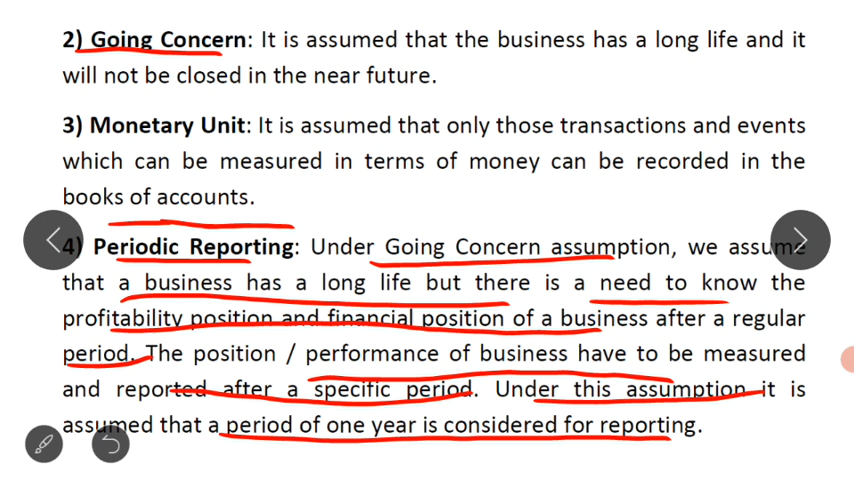 2) Going Concern: It is assumed that the business has a long life and it
will not be closed in the near future.
3) Monetary Unit: It is assumed that only those transactions and events
which can be measured in terms of money can be recorded in the
books of accounts.
4) Periodic Reporting: Under Going Concern assumption, we assume
that a business has a long life but there is a need to know the
profitability position and financial position of a business after a regular
period. The position / performance of business have to be measured
and reported after a specific period. Under this assumption it is
assumed that a period of one year is considered for reporting.